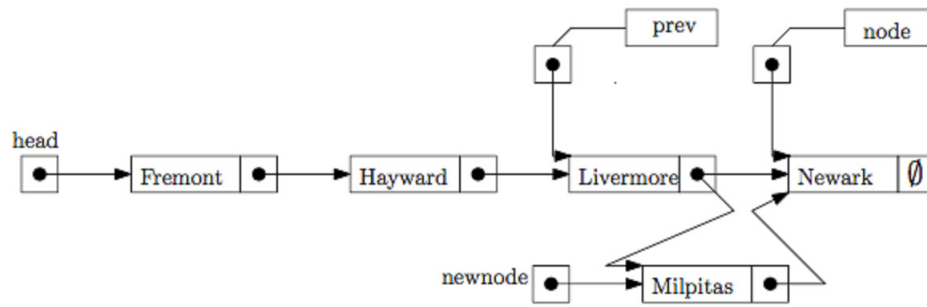 prev
node
head
Fremont
Hayward
Livermore
Newark
∅
newnode
Milpitas